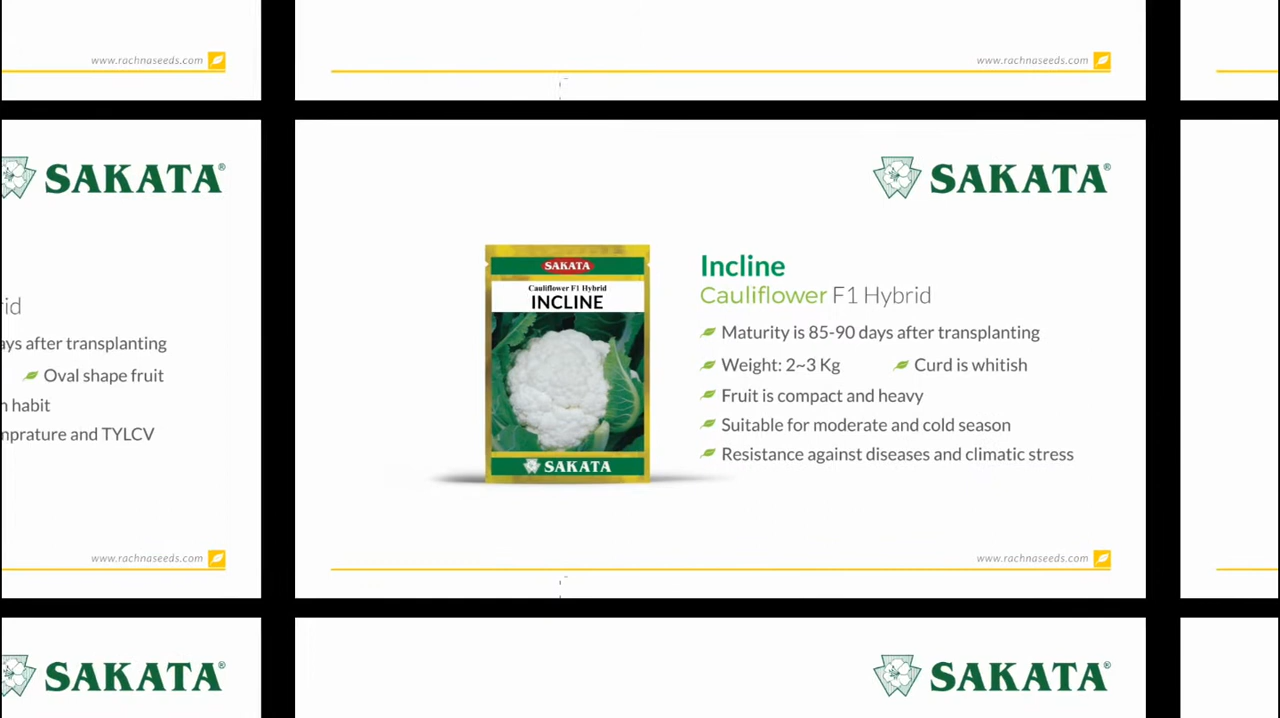 www.rachnaseeds.com
www.rachnaseeds.com
SAKATA®
SAKATA®
SAKATA
Cauliflower F1 Hybrid
INCLINE
SAKATA
Incline
Cauliflower F1 Hybrid
Maturity is 85-90 days after transplanting
Weight: 2~3 Kg
Curd is whitish
Fruit is compact and heavy
Suitable for moderate and cold season
Resistance against diseases and climatic stress
after transplanting
Oval shape fruit
habit
and TYLCV
www.rachnaseeds.com
www.rachnaseeds.com
SAKATA®
SAKATA®